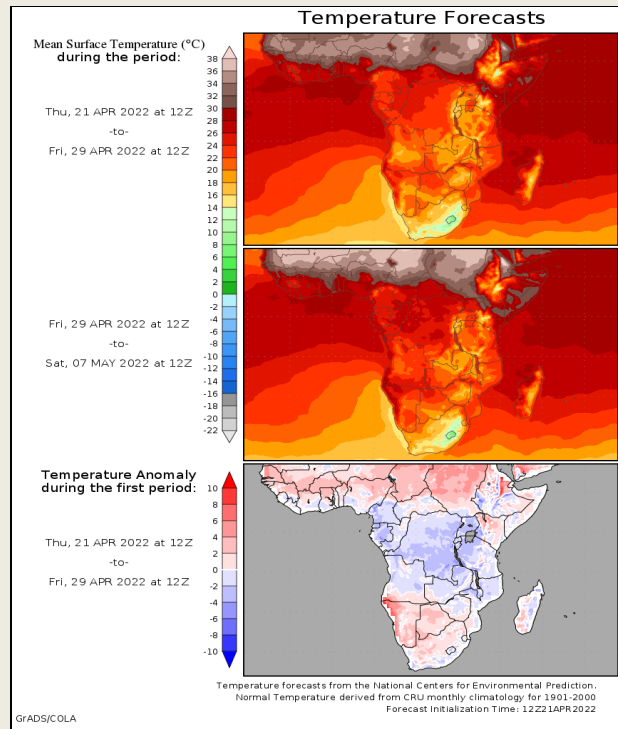 Temperature Forecasts
Mean Surface Temperature (°C)
during the period:
Thu, 21 APR 2022 at 12Z
-to-
Fri, 29 APR 2022 at 12Z
38
36
34
32
30
28
26
24
22
20
18
16
14
12
10
8
6
4
2
0
-2
-4
-6
-8
-10
-12
-14
-16
-18
-20
-22
Fri, 29 APR 2022 at 12Z
-to-
Sat, 07 MAY 2022 at 12Z
Temperature Anomaly
during the first period:
Thu, 21 APR 2022 at 12Z
-to-
Fri, 29 APR 2022 at 12Z
10
8
6
4
2
0
-2
-4
-6
-8
-10
Temperature forecasts from the National Centers for Environmental Prediction.
Normal Temperature derived from CRU monthly climatology for 1901-2000
Forecast Initialization Time: 12Z21APR2022
GrADS/COLA